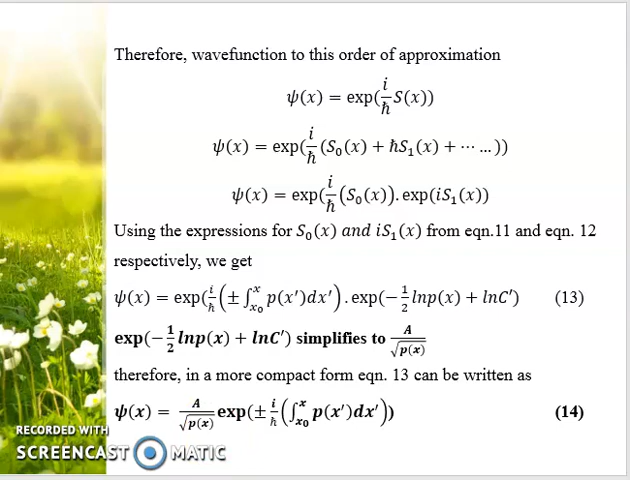 Therefore, wavefunction to this order of approximation
ψ(x) = exp(i/ħ S(x))
ψ(x) = exp(i/ħ (S₀(x) + ħS₁(x) + ⋯ …))
ψ(x) = exp(i/ħ (S₀(x)). exp(iS₁(x))
Using the expressions for S₀(x) and iS₁(x) from eqn.11 and eqn. 12
respectively, we get
ψ(x) = exp(i/ħ (± ∫ₓ₀ˣ p(x′)dx′). exp(−1/2 lnp(x) + lnC′) (13)
exp(−1/2 lnp(x) + lnC′) simplifies to A/√p(x)
therefore, in a more compact form eqn. 13 can be written as
ψ(x) = A/√p(x) exp(± i/ħ (∫ₓ₀ˣ p(x′)dx′)) (14)
RECORDED WITH
SCREENCAST MATIC